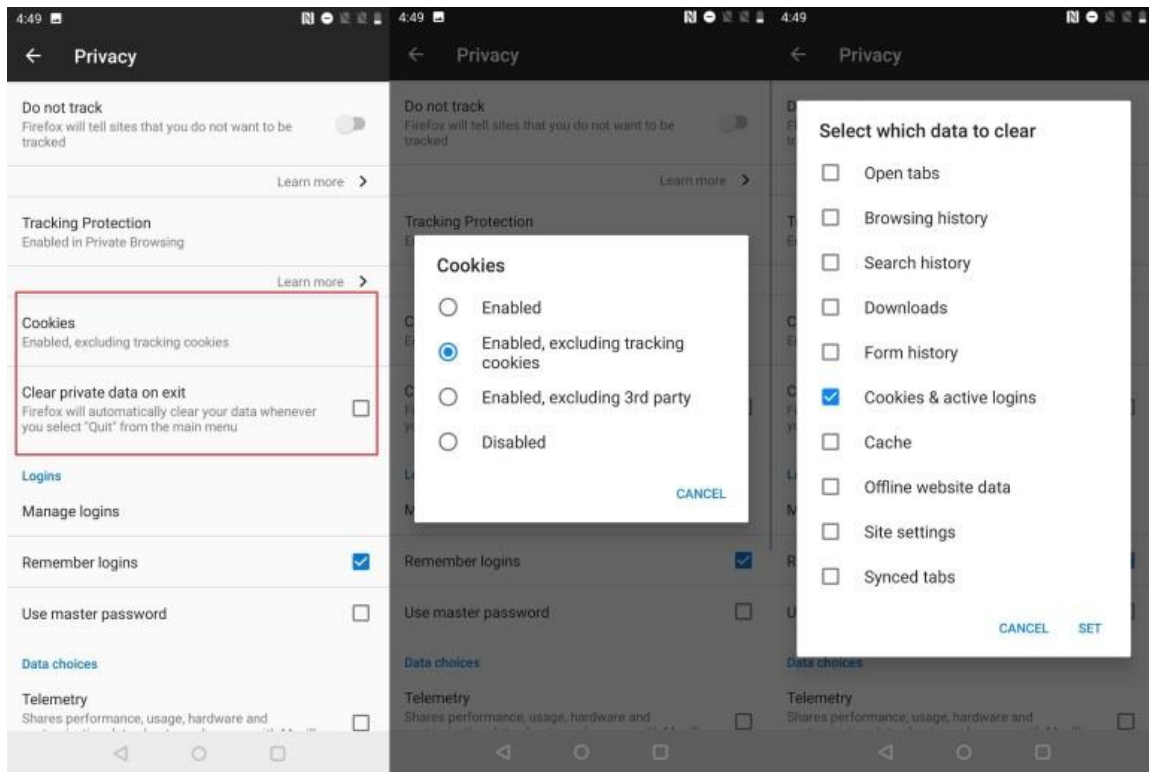 4:49
Privacy
Do not track
Firefox will tell sites that you do not want to be
tracked
Learn more
Tracking Protection
Enabled in Private Browsing
Learn more
Cookies
Enabled, excluding tracking cookies
Clear private data on exit
Firefox will automatically clear your data whenever
you select "Quit" from the main menu
Logins
Manage logins
Remember logins
Use master password
Data choices
Telemetry
Shares performance, usage, hardware and
4:49
Privacy
Do not track
Firefox will tell sites that you do not want to be
tracked
Learn more
Tracking Protection
Cookies
Enabled
Enabled, excluding tracking
cookies
Enabled, excluding 3rd party
Disabled
CANCEL
Remember logins
Use master password
Data choices
Telemetry
Shares performance, usage, hardware and
4:49
Privacy
Select which data to clear
Open tabs
Browsing history
Search history
Downloads
Form history
Cookies & active logins
Cache
Offline website data
Site settings
Synced tabs
CANCEL SET
Data choices
Telemetry
Shares performance, usage, hardware and